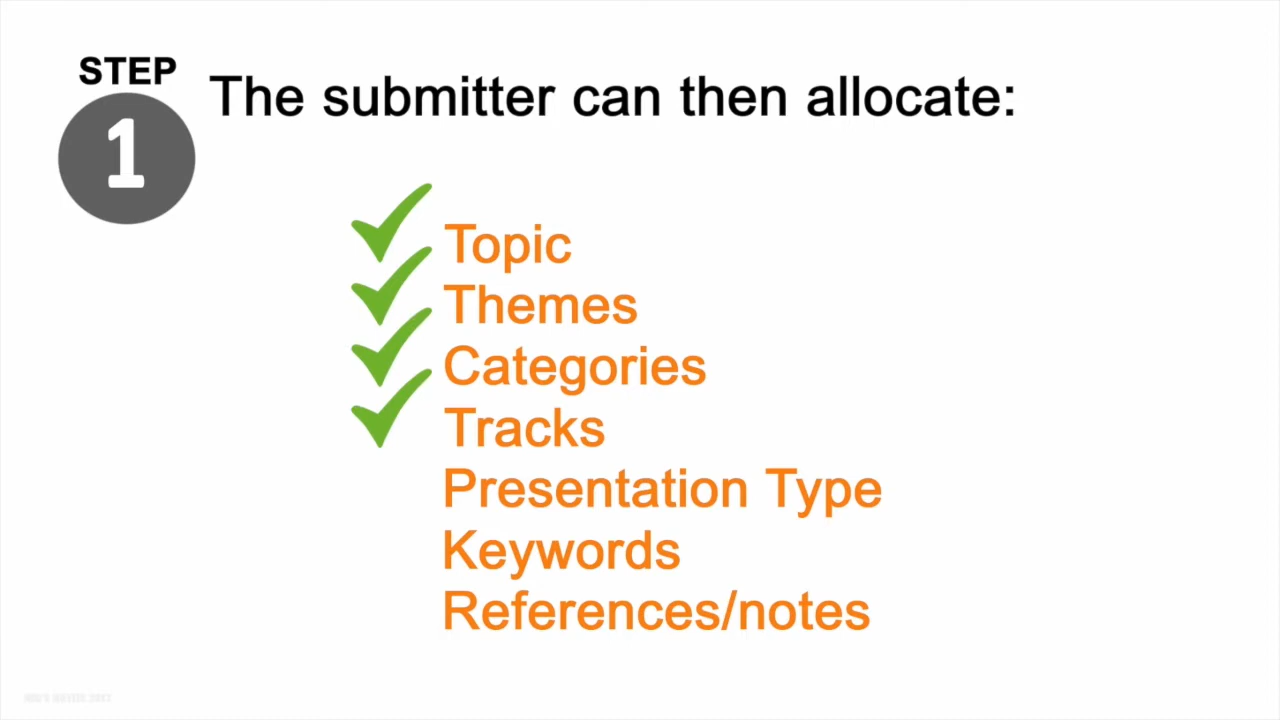 STEP
1
The submitter can then allocate:
Topic
Themes
Categories
Tracks
Presentation Type
Keywords
References/notes